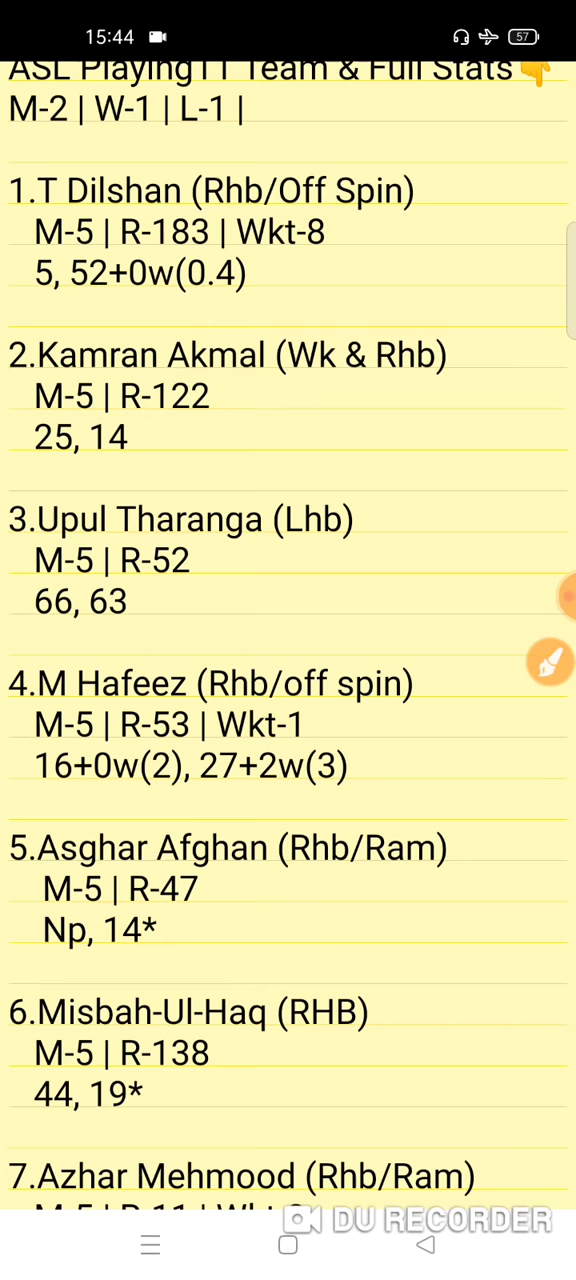 15:44
57
ASL Playing11 Team & Full Stats👇
M-2 | W-1 | L-1 |
1.T Dilshan (Rhb/Off Spin)
M-5 | R-183 | Wkt-8
5, 52+0w(0.4)
2.Kamran Akmal (Wk & Rhb)
M-5 | R-122
25, 14
3.Upul Tharanga (Lhb)
M-5 | R-52
66, 63
4.M Hafeez (Rhb/off spin)
M-5 | R-53 | Wkt-1
16+0w(2), 27+2w(3)
5.Asghar Afghan (Rhb/Ram)
M-5 | R-47
Np, 14*
6.Misbah-Ul-Haq (RHB)
M-5 | R-138
44, 19*
7.Azhar Mehmood (Rhb/Ram)
M-5 | R-11 | Wkt-
DU RECORDER